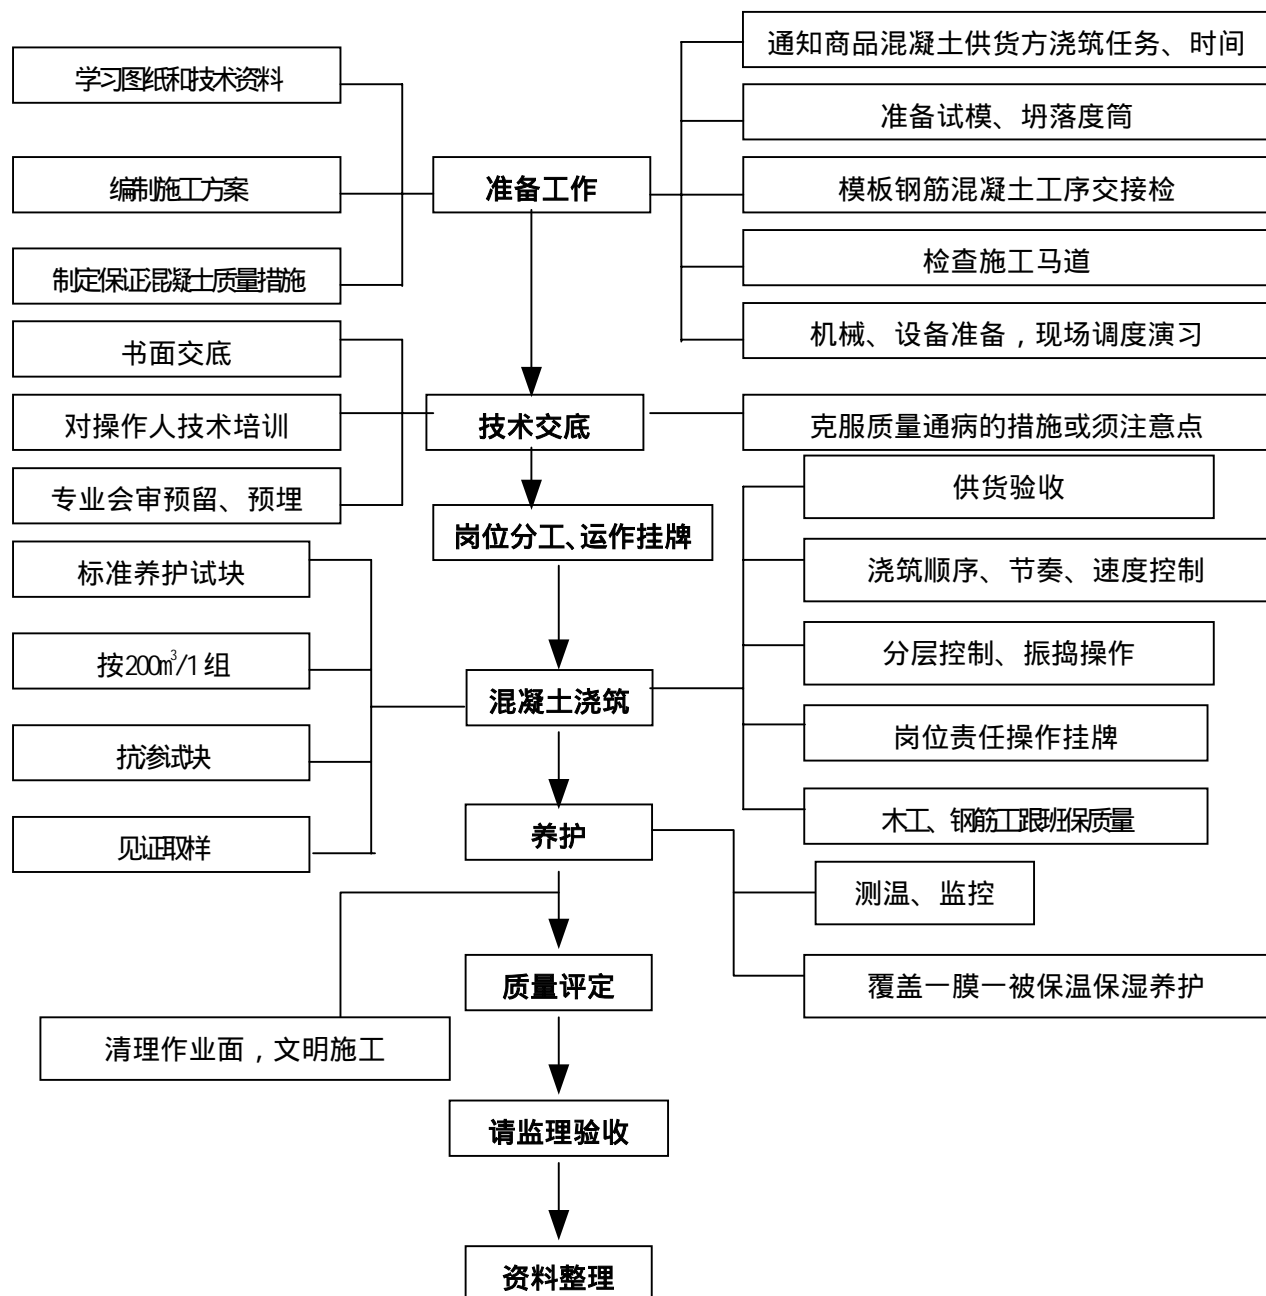 通知商品混凝土供货方浇筑任务、时间
学习图纸和技术资料
准备试模、坍落度筒
编制施工方案
准备工作
模板钢筋混凝土工序交接检
制定保证混凝土质量措施
检查施工马道
书面交底
机械、设备准备，现场调度演习
对操作人技术培训
技术交底
克服质量通病的措施或须注意点
专业会审预留、预埋
供货验收
岗位分工、运作挂牌
标准养护试块
浇筑顺序、节奏、速度控制
按200m³/1组
分层控制、振捣操作
混凝土浇筑
岗位责任操作挂牌
抗渗试块
木工、钢筋工跟班保质量
见证取样
养护
测温、监控
质量评定
覆盖一膜一被保温保湿养护
清理作业面，文明施工
请监理验收
资料整理